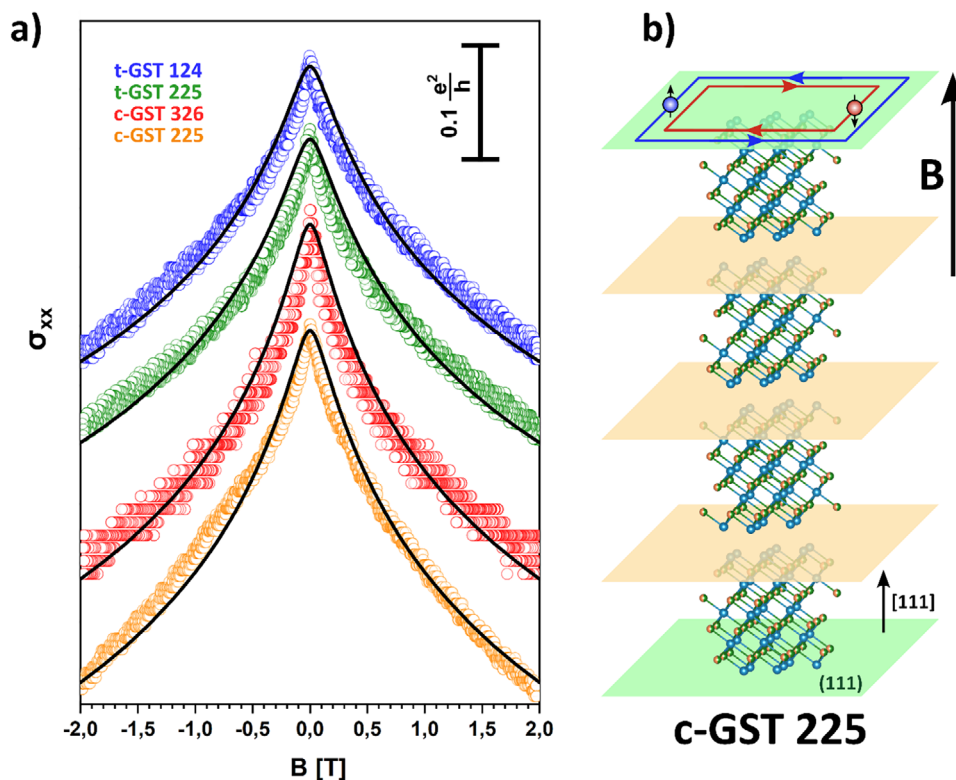 a)
t-GST 124
t-GST 225
c-GST 326
c-GST 225
0.1 e²/h
σxx
-2,0 -1,5 -1,0 -0,5 0,0 0,5 1,0 1,5 2,0
B [T]
b)
B
[111]
(111)
c-GST 225